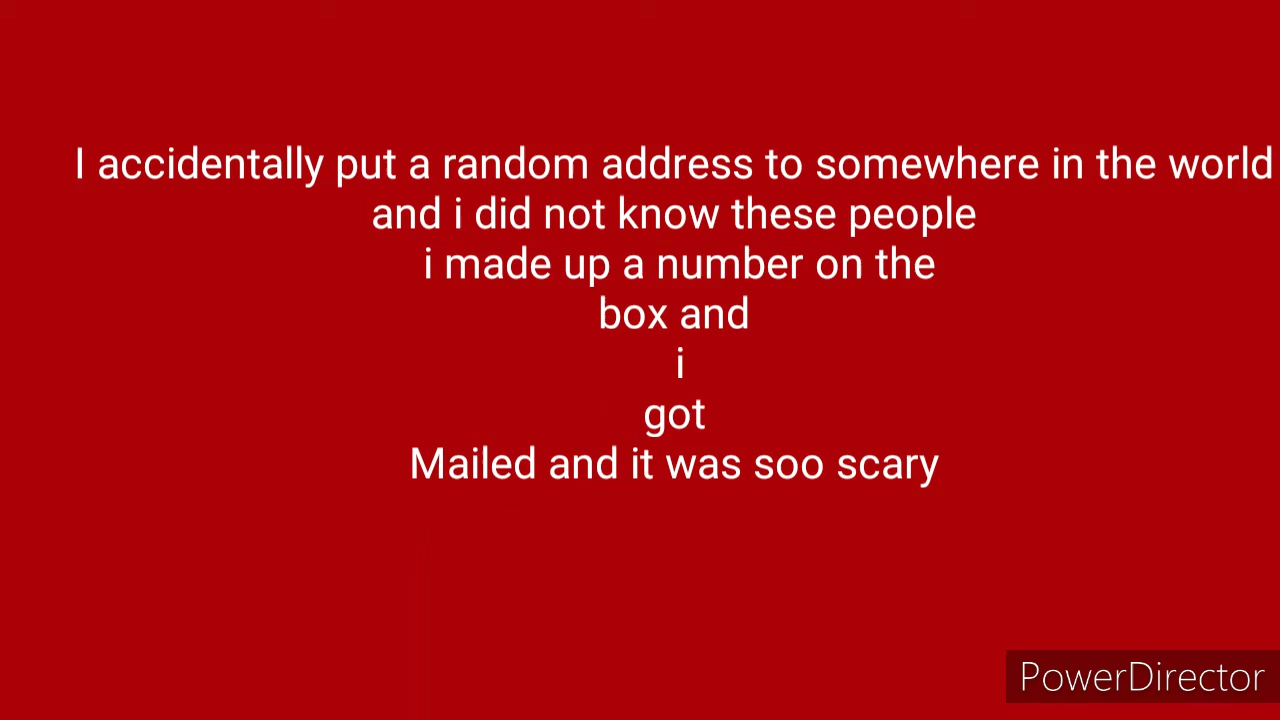 I accidentally put a random address to somewhere in the world
and i did not know these people
i made up a number on the
box and
i
got
Mailed and it was soo scary
PowerDirector